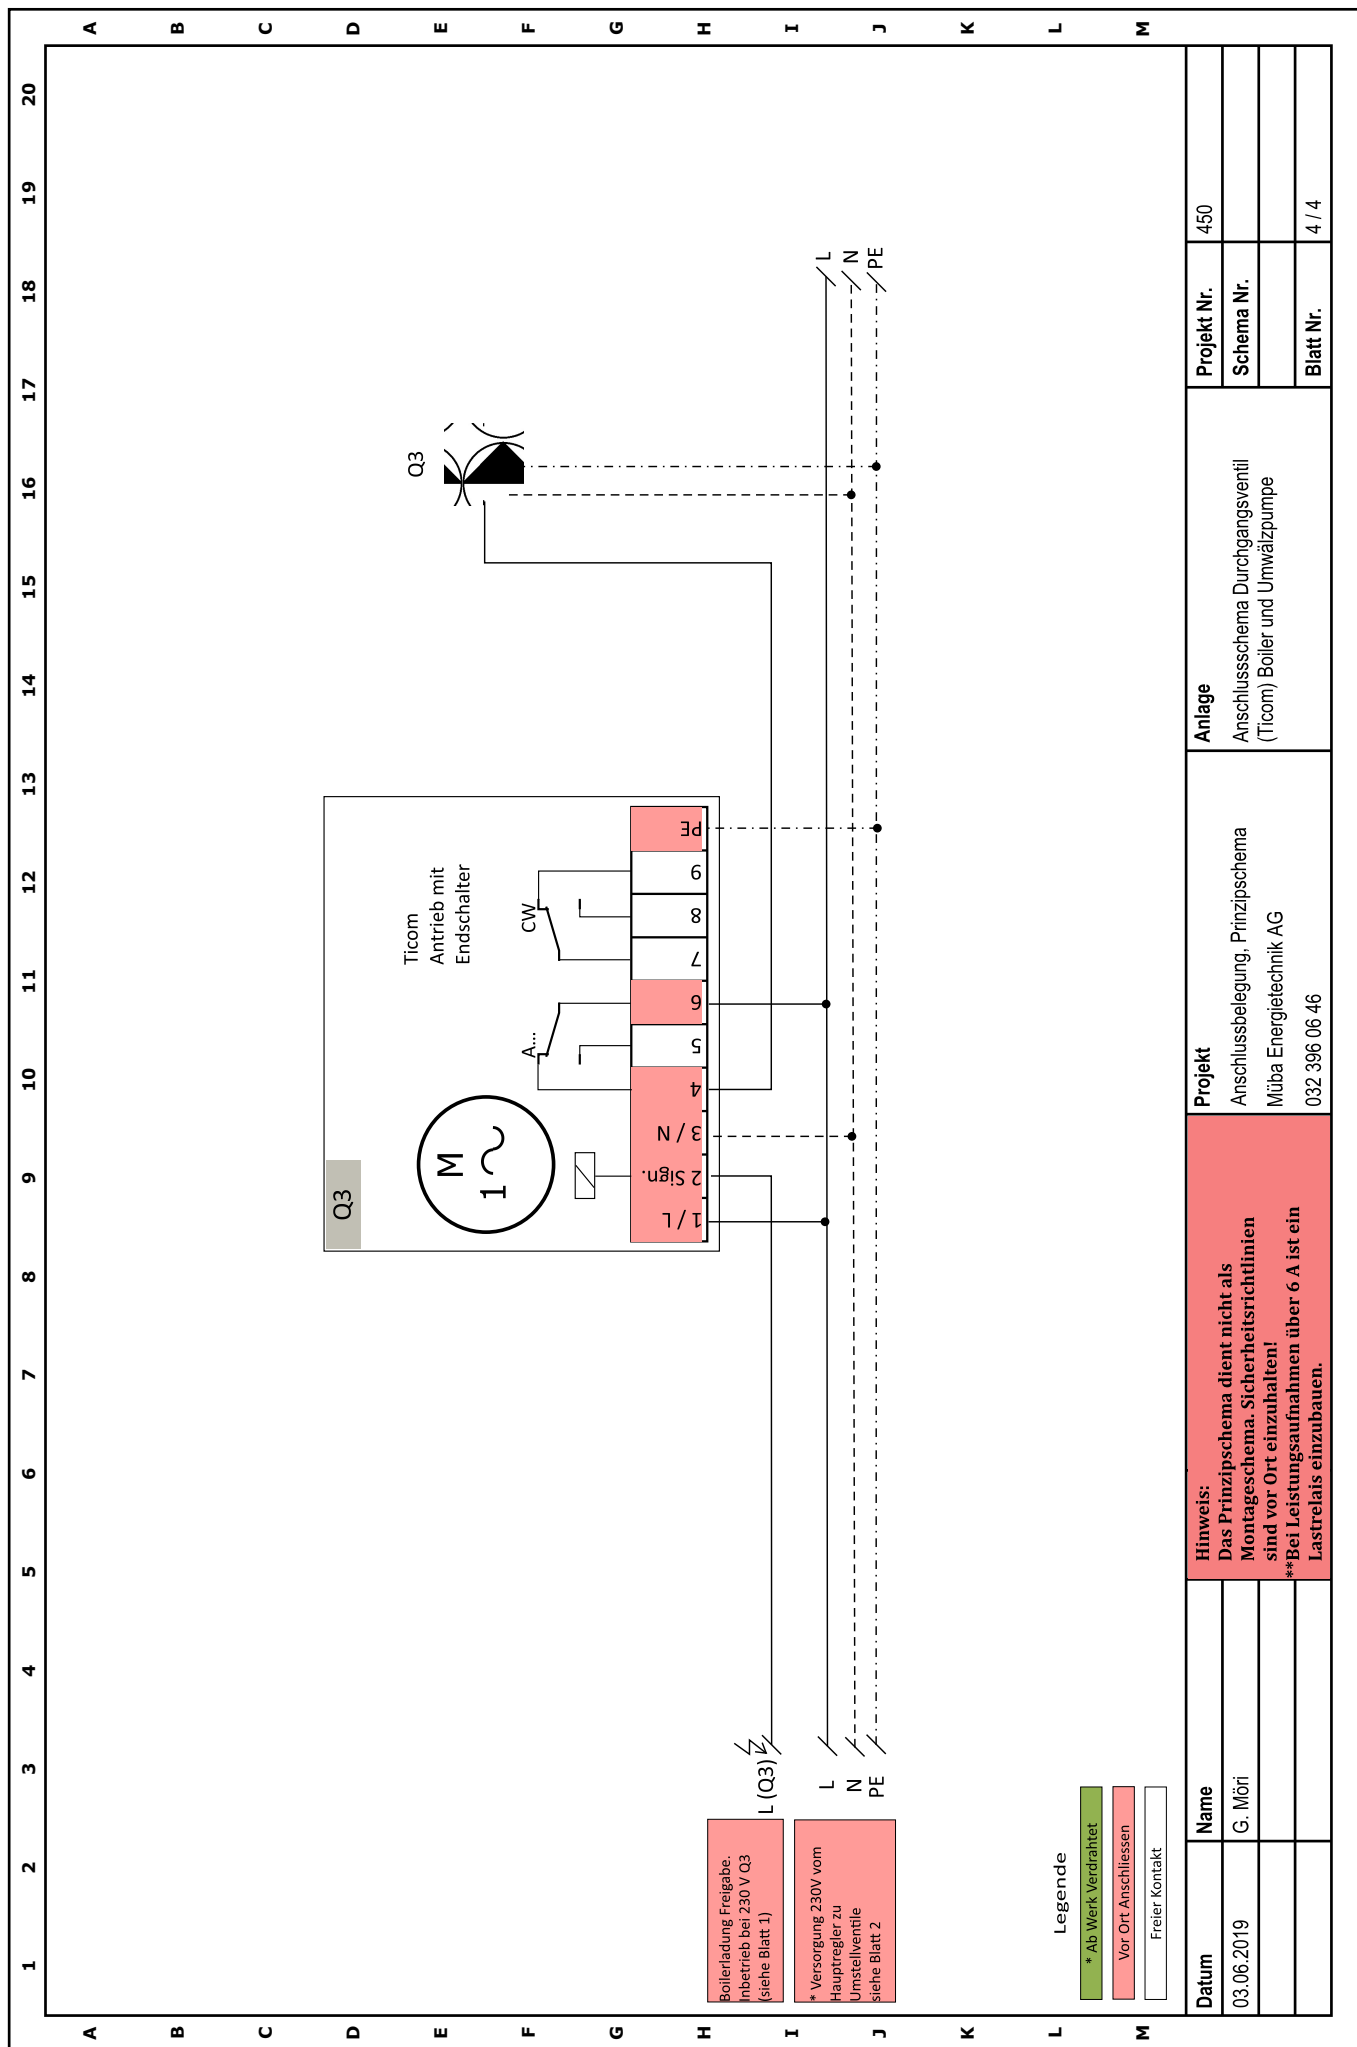 1 2 3 4 5 6 7 8 9 10 11 12 13 14 15 16 17 18 19 20
A
B
C
D
E
F
G
H
I
J
K
L
M
A
B
C
D
E
F
G
H
I
J
K
L
M
Q3
Ticom
Antrieb mit
Endschalter
M
1
A...
CW
1 / L
2 Sign.
3 / N
4
5
6
7
8
9
PE
Q3
Boilerladung Freigabe.
Inbetrieb bei 230 V Q3
(siehe Blatt 1)
L (Q3)
* Versorgung 230V vom
Hauptregler zu
Umstellventile
siehe Blatt 2
L
N
PE
L
N
PE
Legende
* Ab Werk Verdrahtet
Vor Ort Anschliessen
Freier Kontakt
Datum
03.06.2019
Name
G. Möri
Hinweis:
Das Prinzipschema dient nicht als
Montageschema. Sicherheitsrichtlinien
sind vor Ort einzuhalten!
**Bei Leistungsaufnahmen über 6 A ist ein
Lastrelais einzubauen.
Projekt
Anschlussbelegung, Prinzipschema
Müba Energietechnik AG
032 396 06 46
Anlage
Anschlussschema Durchgangsventil
(Ticom) Boiler und Umwälzpumpe
Projekt Nr. 450
Schema Nr.
Blatt Nr. 4 / 4